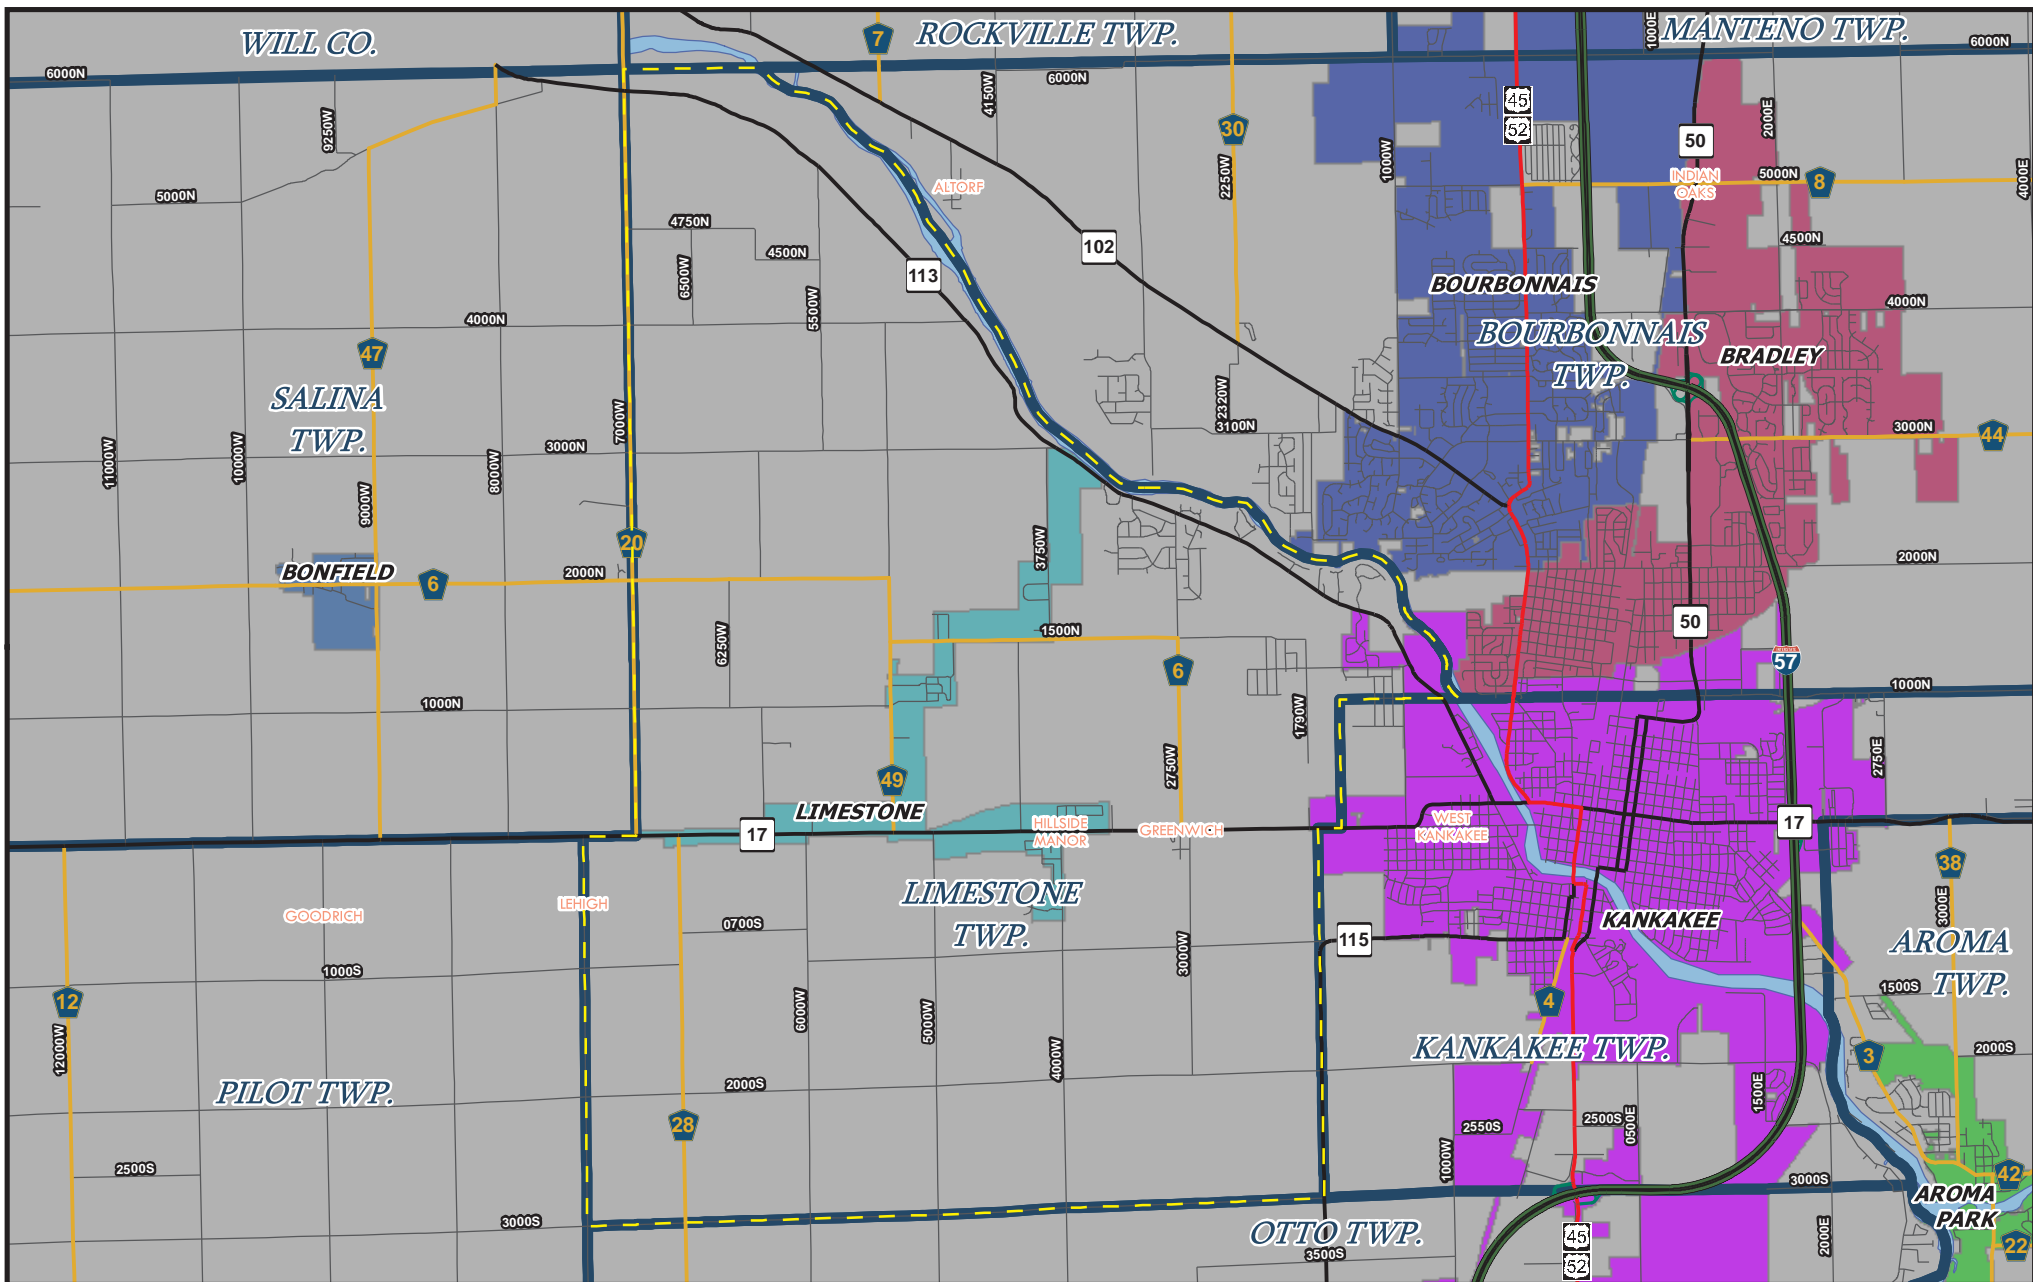 WILL CO.
7
ROCKVILLE TWP.
1000E
MANTENO TWP.
6000N
6000N
6000N
9250W
4150W
30
45
52
50
2000E
1000W
2250W
5000N
ALTORF
INDIAN
OAKS
5000N
8
4000E
4750N
4500N
102
4500N
6500W
113
5500W
BOURBONNAIS
4000N
4000N
47
BOURBONNAIS
TWP.
BRADLEY
SALINA
TWP.
7000W
2320W
3100N
3000N
44
11000W
10000W
3000N
8000W
9000W
20
3750W
BONFIELD
6
2000N
2000N
6250W
1500N
50
6
57
1000N
1000N
1790W
2750W
2750E
49
LIMESTONE
17
HILLSIDE
MANOR
GREENWICH
WEST
KANKAKEE
17
38
LIMESTONE
TWP.
GOODRICH
LEHIGH
0700S
3000W
115
KANKAKEE
3000E
AROMA
TWP.
1000S
12
12000W
6000W
5000W
4000W
4
1500S
KANKAKEE TWP.
3
2000S
PILOT TWP.
2000S
28
1500E
2550S
2500S
0500E
1000W
2500S
3000S
42
AROMA
PARK
3000S
OTTO TWP.
3500S
45
52
2000E
22